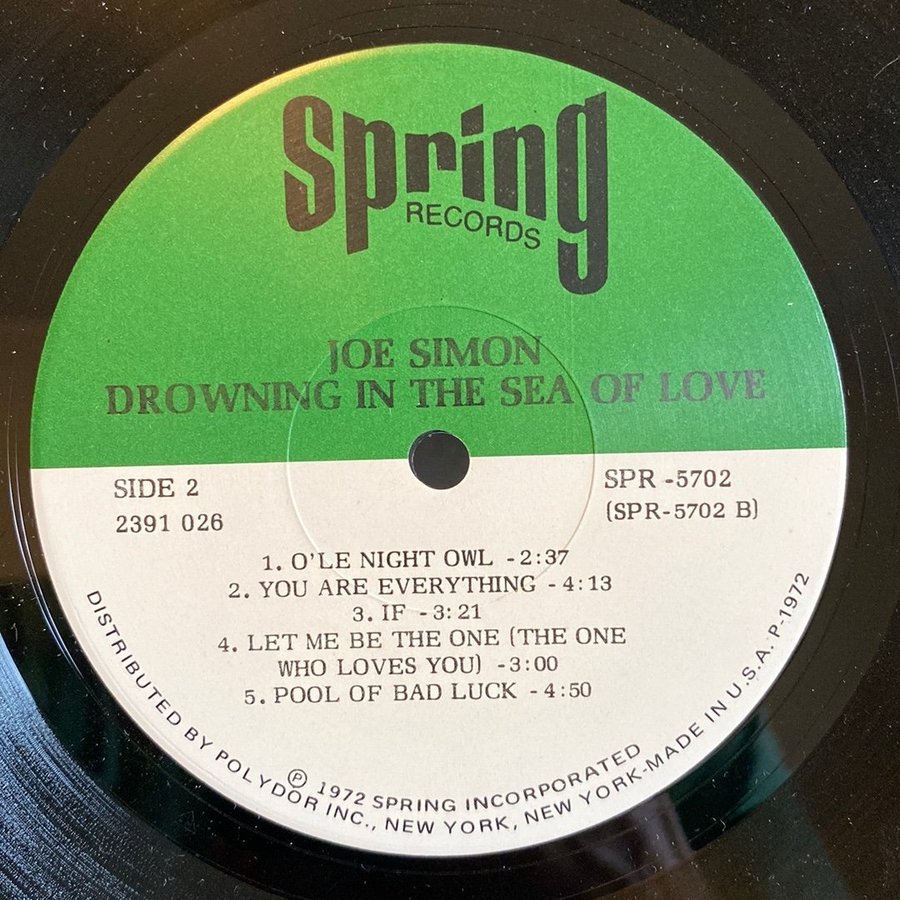 Spring
RECORDS
JOE SIMON
DROWNING IN THE SEA OF LOVE
SIDE 2
2391 026
SPR -5702
(SPR-5702 B)
1. O'LE NIGHT OWL -2:37
2. YOU ARE EVERYTHING -4:13
3. IF -3:21
4. LET ME BE THE ONE (THE ONE
WHO LOVES YOU) -3:00
5. POOL OF BAD LUCK -4:50
℗ 1972 SPRING INCORPORATED
DISTRIBUTED BY POLYDOR INC., NEW YORK, NEW YORK-MADE IN U.S.A. P-1972